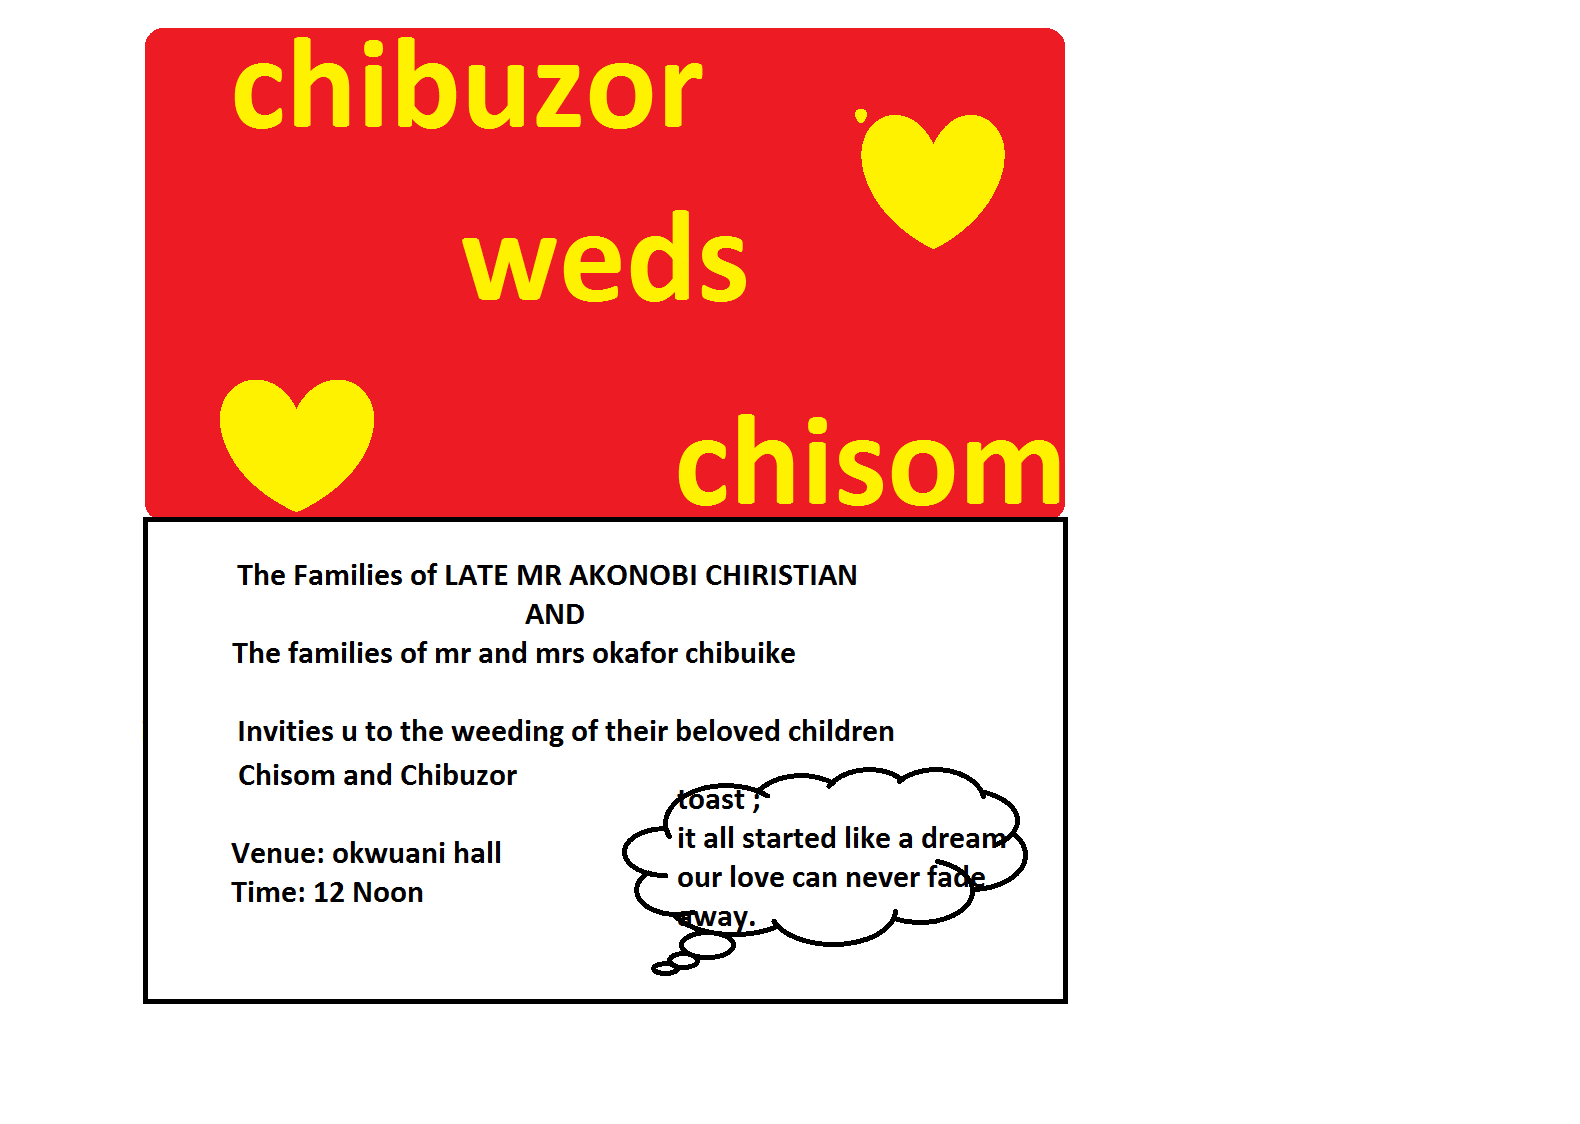 chibuzor
weds
chisom
The Families of LATE MR AKONOBI CHIRISTIAN
AND
The families of mr and mrs okafor chibuike
Invities u to the weeding of their beloved children
Chisom and Chibuzor
Venue: okwuani hall
Time: 12 Noon
toast ;
it all started like a dream
our love can never fade
away.